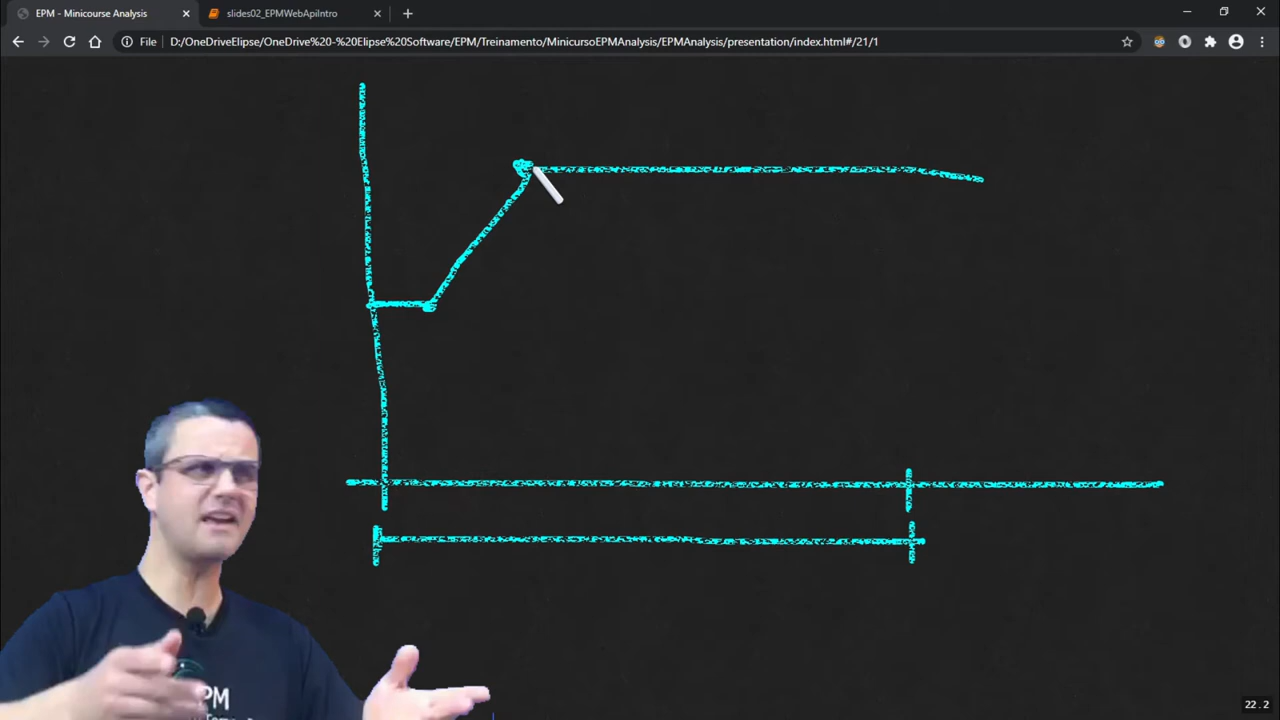 EPM - Minicourse Analysis
slides02_EPMWebApiIntro
File
D:/OneDriveElipse/OneDrive%20-%20Elipse%20Software/EPM/Treinamento/MinicursoEPMAnalysis/EPMAnalysis/presentation/index.html#/21/1
PM
22.2